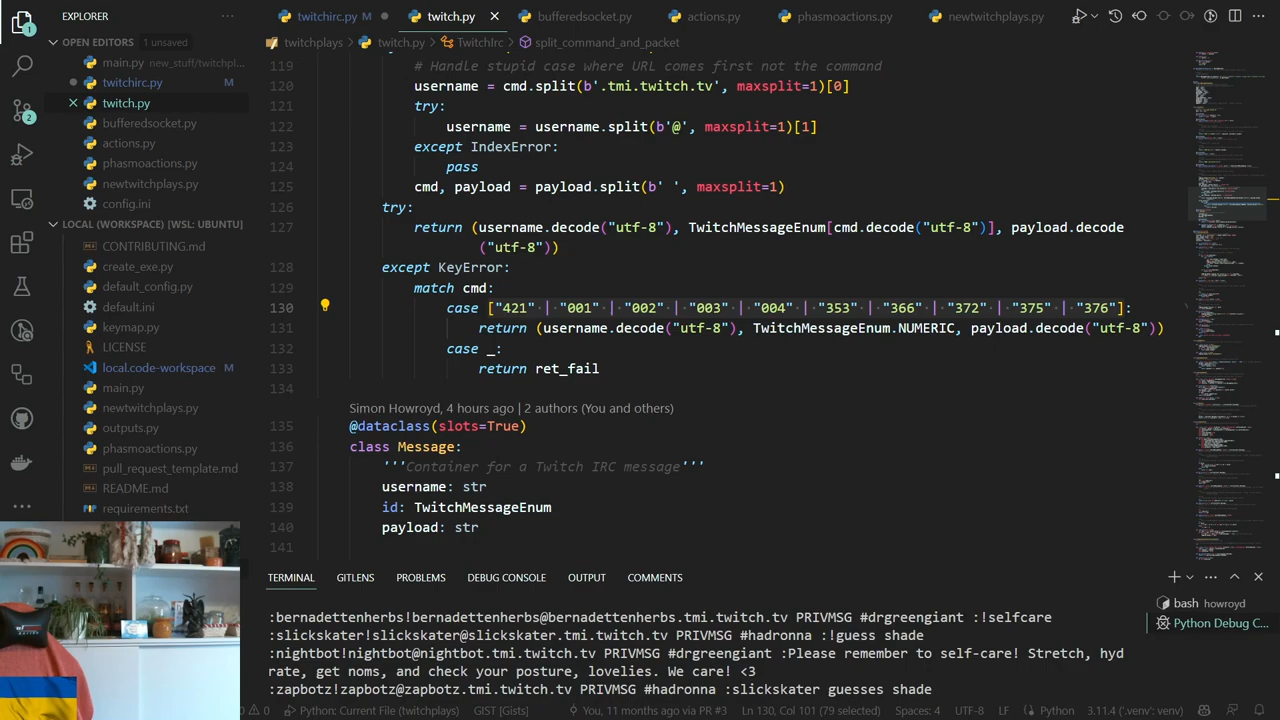 EXPLORER
OPEN EDITORS 1 unsaved
main.py new_stuff/twitchpl...
twitchirc.py M
twitch.py
bufferedsocket.py
actions.py
phasmoactions.py
newtwitchplays.py
config.ini
LOCAL (WORKSPACE) [WSL: UBUNTU]
CONTRIBUTING.md
create_exe.py
default_config.py
default.ini
keymap.py
LICENSE
local.code-workspace M
main.py
newtwitchplays.py
outputs.py
phasmoactions.py
pull_request_template.md
README.md
requirements.txt
twitchirc.py M
twitch.py
bufferedsocket.py
actions.py
phasmoactions.py
newtwitchplays.py
twitchplays > twitch.py > TwitchIrc > split_command_and_packet
119 # Handle stupid case where URL comes first not the command
120 username = cmd.split(b'.tmi.twitch.tv', maxsplit=1)[0]
121 try:
122 username = username.split(b'@', maxsplit=1)[1]
123 except IndexError:
124 pass
125 cmd, payload = payload.split(b' ', maxsplit=1)
126 try:
127 return (username.decode("utf-8"), TwitchMessageEnum[cmd.decode("utf-8")], payload.decode
("utf-8"))
128 except KeyError:
129 match cmd:
130 case ["421" | "001" | "002" | "003" | "004" | "353" | "366" | "372" | "375" | "376"]:
131 return (username.decode("utf-8"), TwitchMessageEnum.NUMERIC, payload.decode("utf-8"))
132 case _:
133 return ret_fail
134
Simon Howroyd, 4 hours ago | 2 authors (You and others)
135 @dataclass(slots=True)
136 class Message:
137 '''Container for a Twitch IRC message'''
138 username: str
139 id: TwitchMessageEnum
140 payload: str
141
TERMINAL GITLENS PROBLEMS DEBUG CONSOLE OUTPUT COMMENTS
:bernadettenherbs!bernadettenherbs@bernadettenherbs.tmi.twitch.tv PRIVMSG #drgreengiant :!selfcare
:slickskater!slickskater@slickskater.tmi.twitch.tv PRIVMSG #hadronna :!guess shade
:nightbot!nightbot@nightbot.tmi.twitch.tv PRIVMSG #drgreengiant :Please remember to self-care! Stretch, hyd
rate, get noms, and check your posture, lovelies. We care! <3
:zapbotz!zapbotz@zapbotz.tmi.twitch.tv PRIVMSG #hadronna :slickskater guesses shade
bash howroyd
Python Debug C...
0 Python: Current File (twitchplays) GIST [Gists] You, 11 months ago via PR #3 Ln 130, Col 101 (79 selected) Spaces: 4 UTF-8 LF Python 3.11.4 ('.venv': venv)